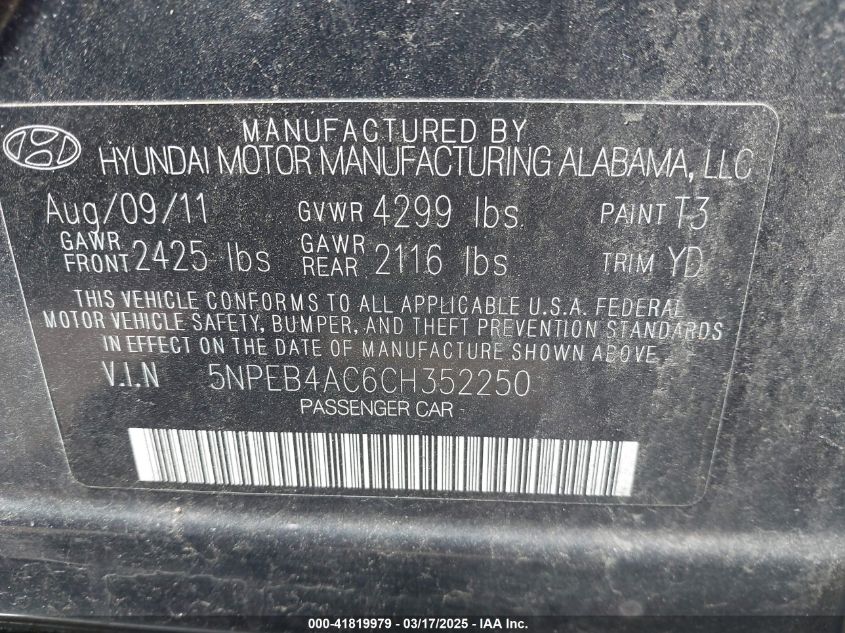 MANUFACTURED BY
HYUNDAI MOTOR MANUFACTURING ALABAMA, LLC
Aug/09/11 GVWR 4299 lbs. PAINT T3
GAWR FRONT 2425 lbs GAWR REAR 2116 lbs TRIM YD
THIS VEHICLE CONFORMS TO ALL APPLICABLE U.S.A. FEDERAL
MOTOR VEHICLE SAFETY, BUMPER, AND THEFT PREVENTION STANDARDS
IN EFFECT ON THE DATE OF MANUFACTURE SHOWN ABOVE.
V.I.N 5NPEB4AC6CH352250
PASSENGER CAR
000-41819979 - 03/17/2025 - IAA Inc.